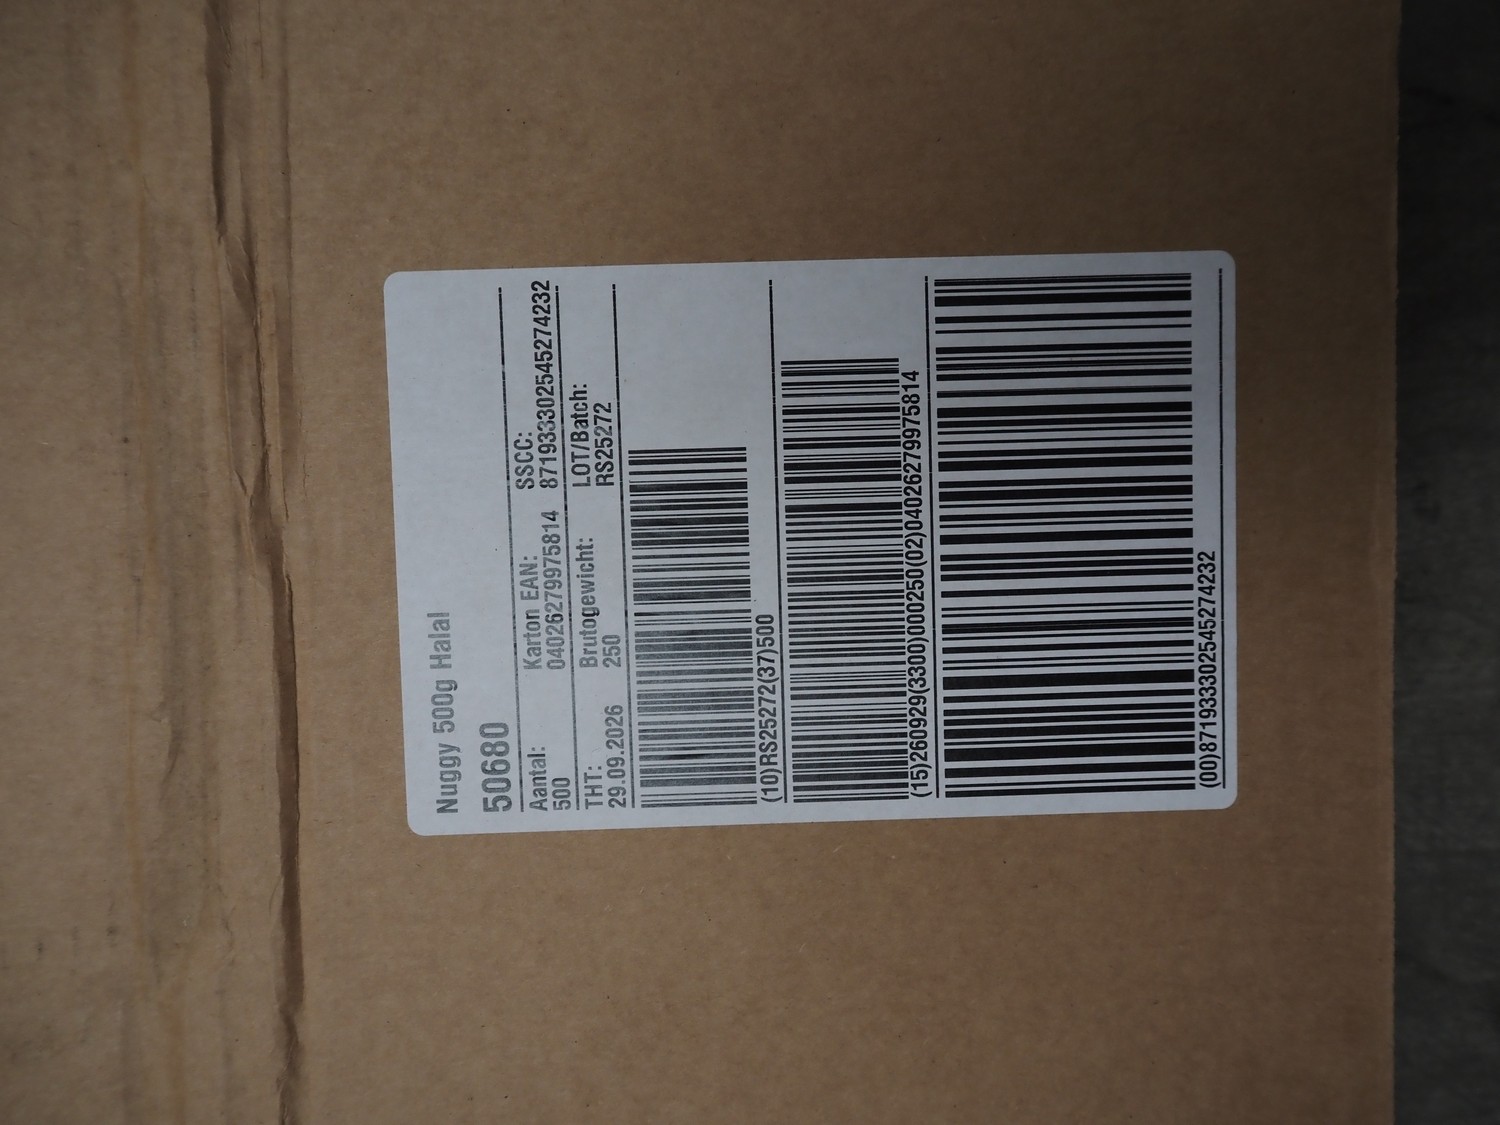 Nuggy 500g Halal
50680
Aantal: Karton EAN: SSCC:
500 04026279975814 871933302545274232
THT: Brutogewicht: LOT/Batch:
29.09.2026 250 RS25272
(10)RS25272(37)500
(15)260929(3300)000250(02)04026279975814
(00)871933302545274232